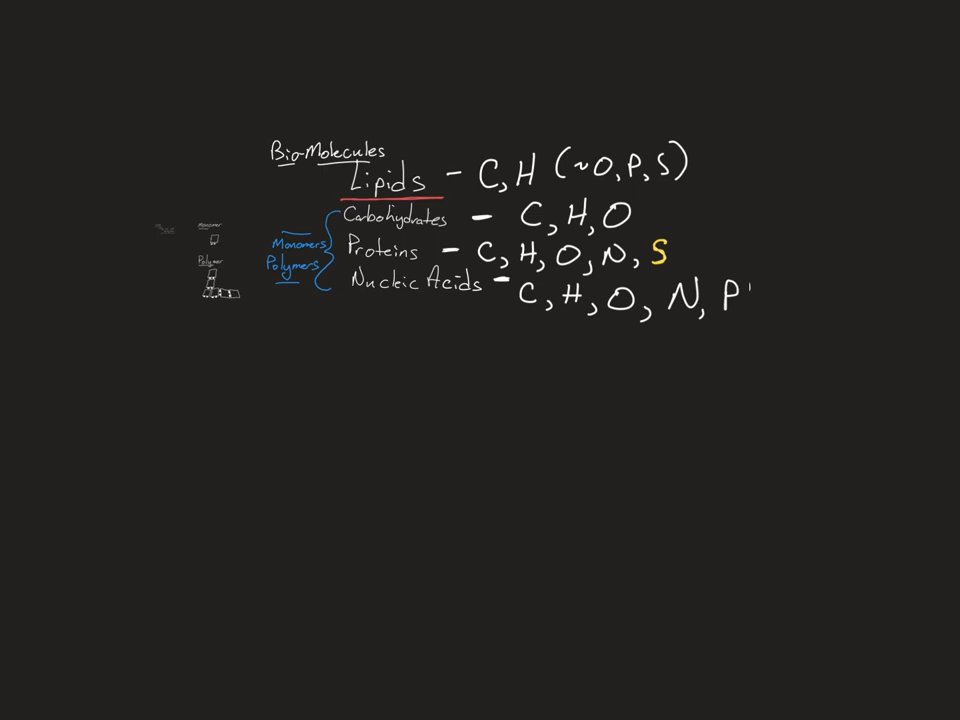 Bio-Molecules
Lipids - C, H (~O, P, S)
Carbohydrates - C, H, O
Monomers
Polymers
Proteins - C, H, O, N, S
Nucleic Acids - C, H, O, N, P
monomer
Polymer